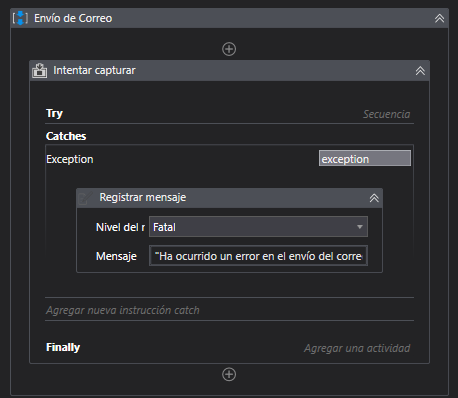 Envío de Correo
Intentar capturar
Try Secuencia
Catches
Exception exception
Registrar mensaje
Nivel del r Fatal
Mensaje "Ha ocurrido un error en el envío del corre
Agregar nueva instrucción catch
Finally Agregar una actividad